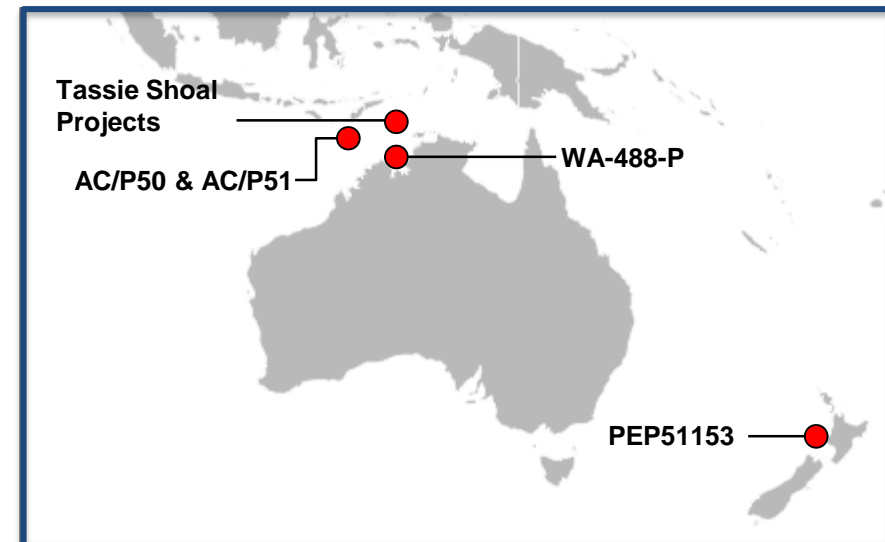 Tassie Shoal
Projects
AC/P50 & AC/P51
WA-488-P
PEP51153